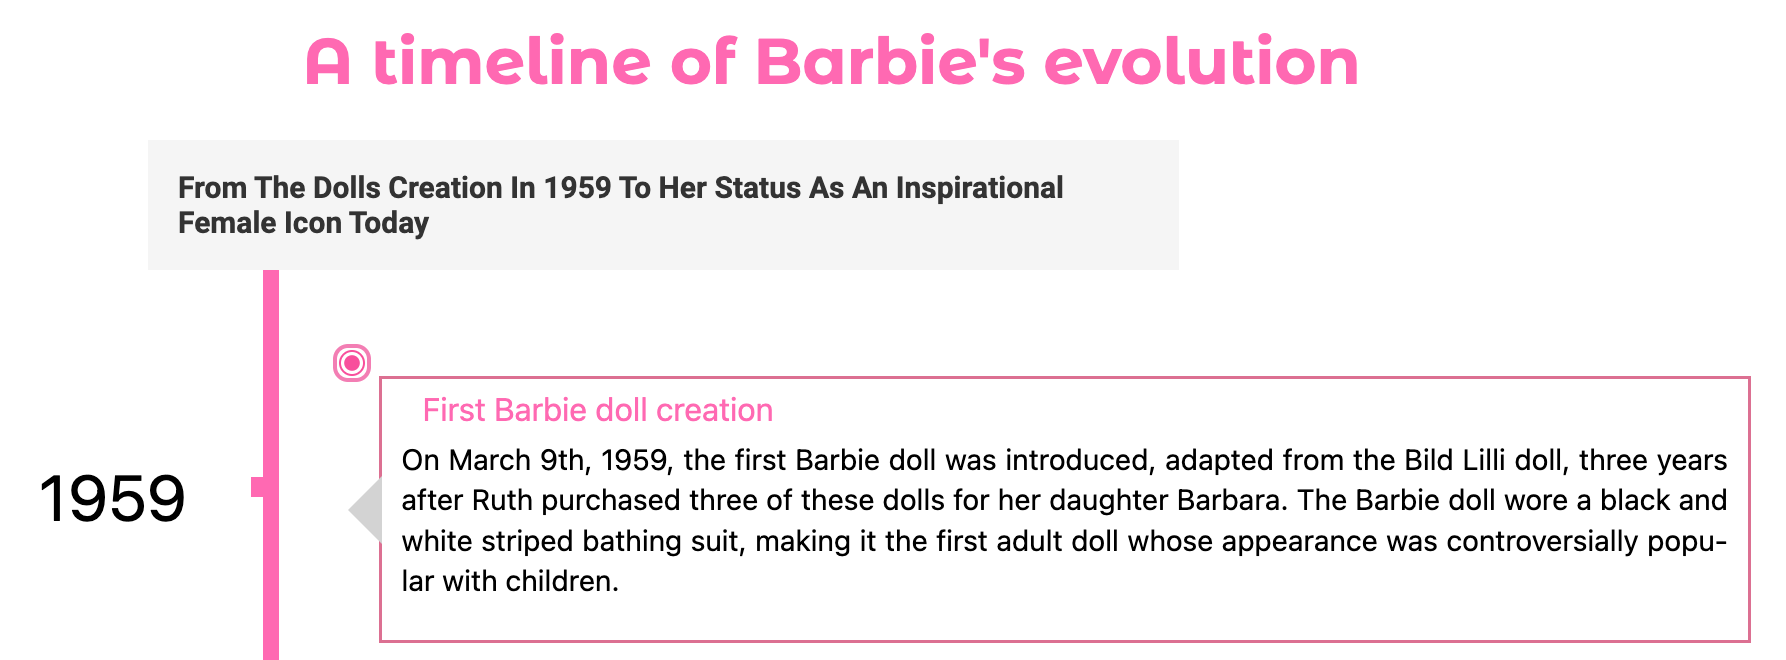 A timeline of Barbie's evolution
From The Dolls Creation In 1959 To Her Status As An Inspirational
Female Icon Today
1959
First Barbie doll creation
On March 9th, 1959, the first Barbie doll was introduced, adapted from the Bild Lilli doll, three years
after Ruth purchased three of these dolls for her daughter Barbara. The Barbie doll wore a black and
white striped bathing suit, making it the first adult doll whose appearance was controversially popu-
lar with children.